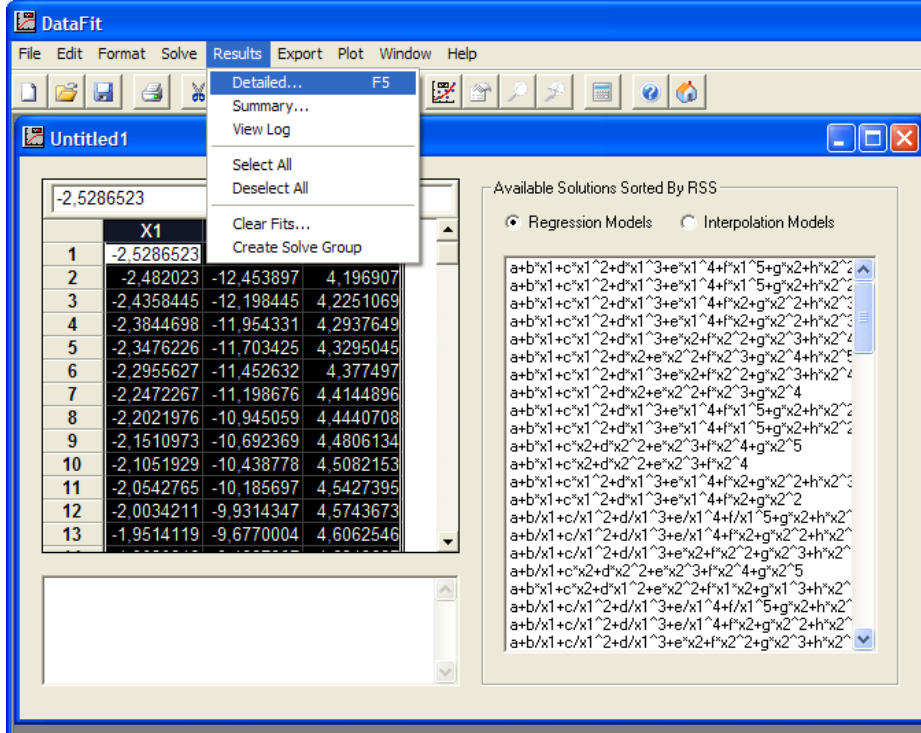 DataFit
File Edit Format Solve Results Export Plot Window Help
Detailed... F5
Summary...
View Log
Select All
Deselect All
Clear Fits...
Create Solve Group
Untitled1
-2,5286523
X1
1 -2,5286523
2 -2,482023 -12,453897 4,196907
3 -2,4358445 -12,198445 4,2251069
4 -2,3844698 -11,954331 4,2937649
5 -2,3476226 -11,703425 4,3295045
6 -2,2955627 -11,452632 4,377497
7 -2,2472267 -11,198676 4,4144896
8 -2,2021976 -10,945059 4,4440708
9 -2,1510973 -10,692369 4,4806134
10 -2,1051929 -10,438778 4,5082153
11 -2,0542765 -10,185697 4,5427395
12 -2,0034211 -9,9314347 4,5743673
13 -1,9514119 -9,6770004 4,6062546
Available Solutions Sorted By RSS
Regression Models Interpolation Models
a+b*x1+c*x1^2+d*x1^3+e*x1^4+f*x1^5+g*x2+h*x2^2
a+b*x1+c*x1^2+d*x1^3+e*x1^4+f*x1^5+g*x2+h*x2^2
a+b*x1+c*x1^2+d*x1^3+e*x1^4+f*x2+g*x2^2+h*x2^3
a+b*x1+c*x1^2+d*x1^3+e*x1^4+f*x2+g*x2^2+h*x2^3
a+b*x1+c*x1^2+d*x1^3+e*x2+f*x2^2+g*x2^3+h*x2^4
a+b*x1+c*x1^2+d*x2+e*x2^2+f*x2^3+g*x2^4+h*x2^5
a+b*x1+c*x1^2+d*x1^3+e*x2+f*x2^2+g*x2^3+h*x2^4
a+b*x1+c*x1^2+d*x2+e*x2^2+f*x2^3+g*x2^4
a+b*x1+c*x1^2+d*x1^3+e*x1^4+f*x1^5+g*x2+h*x2^2
a+b*x1+c*x1^2+d*x1^3+e*x1^4+f*x1^5+g*x2+h*x2^2
a+b*x1+c*x2+d*x2^2+e*x2^3+f*x2^4+g*x2^5
a+b*x1+c*x2+d*x2^2+e*x2^3+f*x2^4
a+b*x1+c*x1^2+d*x1^3+e*x1^4+f*x2+g*x2^2+h*x2^3
a+b*x1+c*x1^2+d*x1^3+e*x1^4+f*x2+g*x2^2
a+b/x1+c/x1^2+d/x1^3+e/x1^4+f/x1^5+g*x2+h*x2^
a+b/x1+c/x1^2+d/x1^3+e/x1^4+f*x2+g*x2^2+h*x2^
a+b/x1+c/x1^2+d/x1^3+e*x2+f*x2^2+g*x2^3+h*x2^
a+b/x1+c*x2+d*x2^2+e*x2^3+f*x2^4+g*x2^5
a+b*x1+c*x2+d*x1^2+e*x2^2+f*x1*x2+g*x1^3+h*x2^
a+b/x1+c/x1^2+d/x1^3+e/x1^4+f/x1^5+g*x2+h*x2^
a+b/x1+c/x1^2+d/x1^3+e/x1^4+f*x2+g*x2^2+h*x2^
a+b/x1+c/x1^2+d/x1^3+e*x2+f*x2^2+g*x2^3+h*x2^